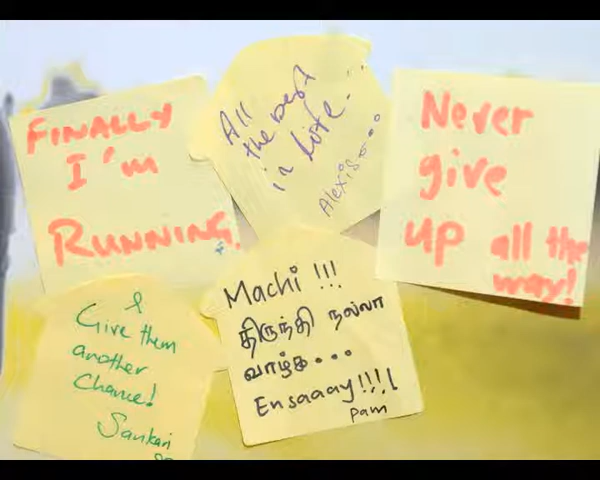 FINALLY
I'm
RUNNING.
All
the best
in Life...
Alexis...
Never
give
up all the
way!
&
Give them
another
Chance!
Sankari
Machi !!!
திருந்தி நல்லா
வாழ்க...
Ensaaay!!!
Pam